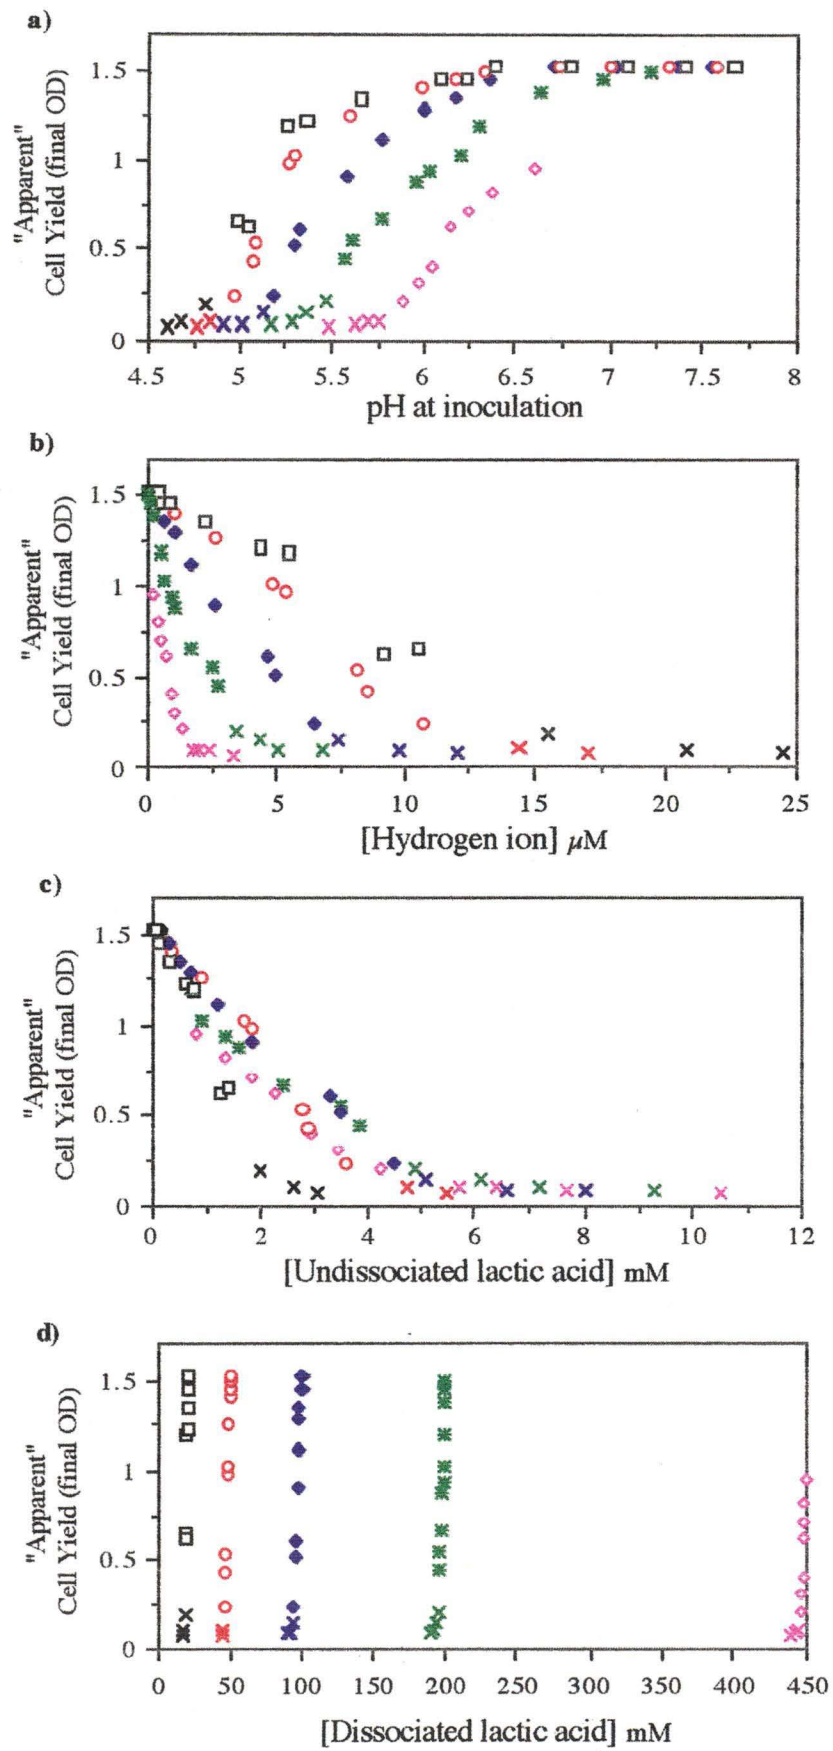 a)
"Apparent"
Cell Yield (final OD)
1.5
1
0.5
0
4.5 5 5.5 6 6.5 7 7.5 8
pH at inoculation
b)
"Apparent"
Cell Yield (final OD)
1.5
1
0.5
0
0 5 10 15 20 25
[Hydrogen ion] µM
c)
"Apparent"
Cell Yield (final OD)
1.5
1
0.5
0
0 2 4 6 8 10 12
[Undissociated lactic acid] mM
d)
"Apparent"
Cell Yield (final OD)
1.5
1
0.5
0
0 50 100 150 200 250 300 350 400 450
[Dissociated lactic acid] mM